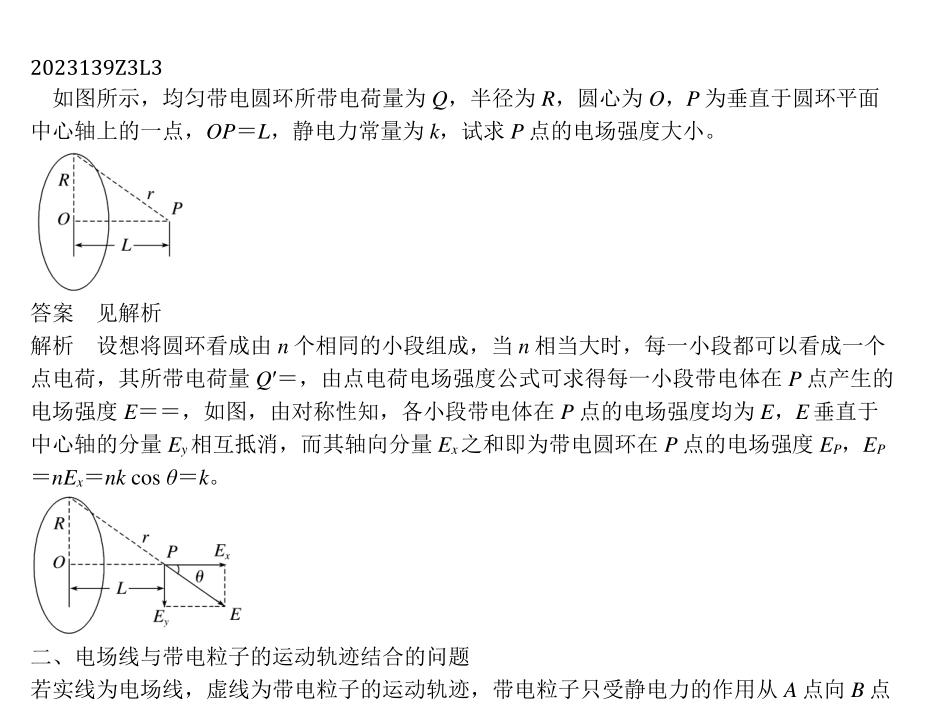 2023139Z3L3
如图所示，均匀带电圆环所带电荷量为 Q，半径为 R，圆心为 O，P 为垂直于圆环平面
中心轴上的一点，OP＝L，静电力常量为 k，试求 P 点的电场强度大小。
R
r
P
O
L
答案 见解析
解析 设想将圆环看成由 n 个相同的小段组成，当 n 相当大时，每一小段都可以看成一个
点电荷，其所带电荷量 Q′＝，由点电荷电场强度公式可求得每一小段带电体在 P 点产生的
电场强度 E＝＝，如图，由对称性知，各小段带电体在 P 点的电场强度均为 E，E 垂直于
中心轴的分量 Ey相互抵消，而其轴向分量 Ex之和即为带电圆环在 P 点的电场强度 EP，EP
＝nEx＝nk cos θ＝k。
R
r
P
Ex
O
θ
L
Ey
E
二、电场线与带电粒子的运动轨迹结合的问题
若实线为电场线，虚线为带电粒子的运动轨迹，带电粒子只受静电力的作用从 A 点向 B 点